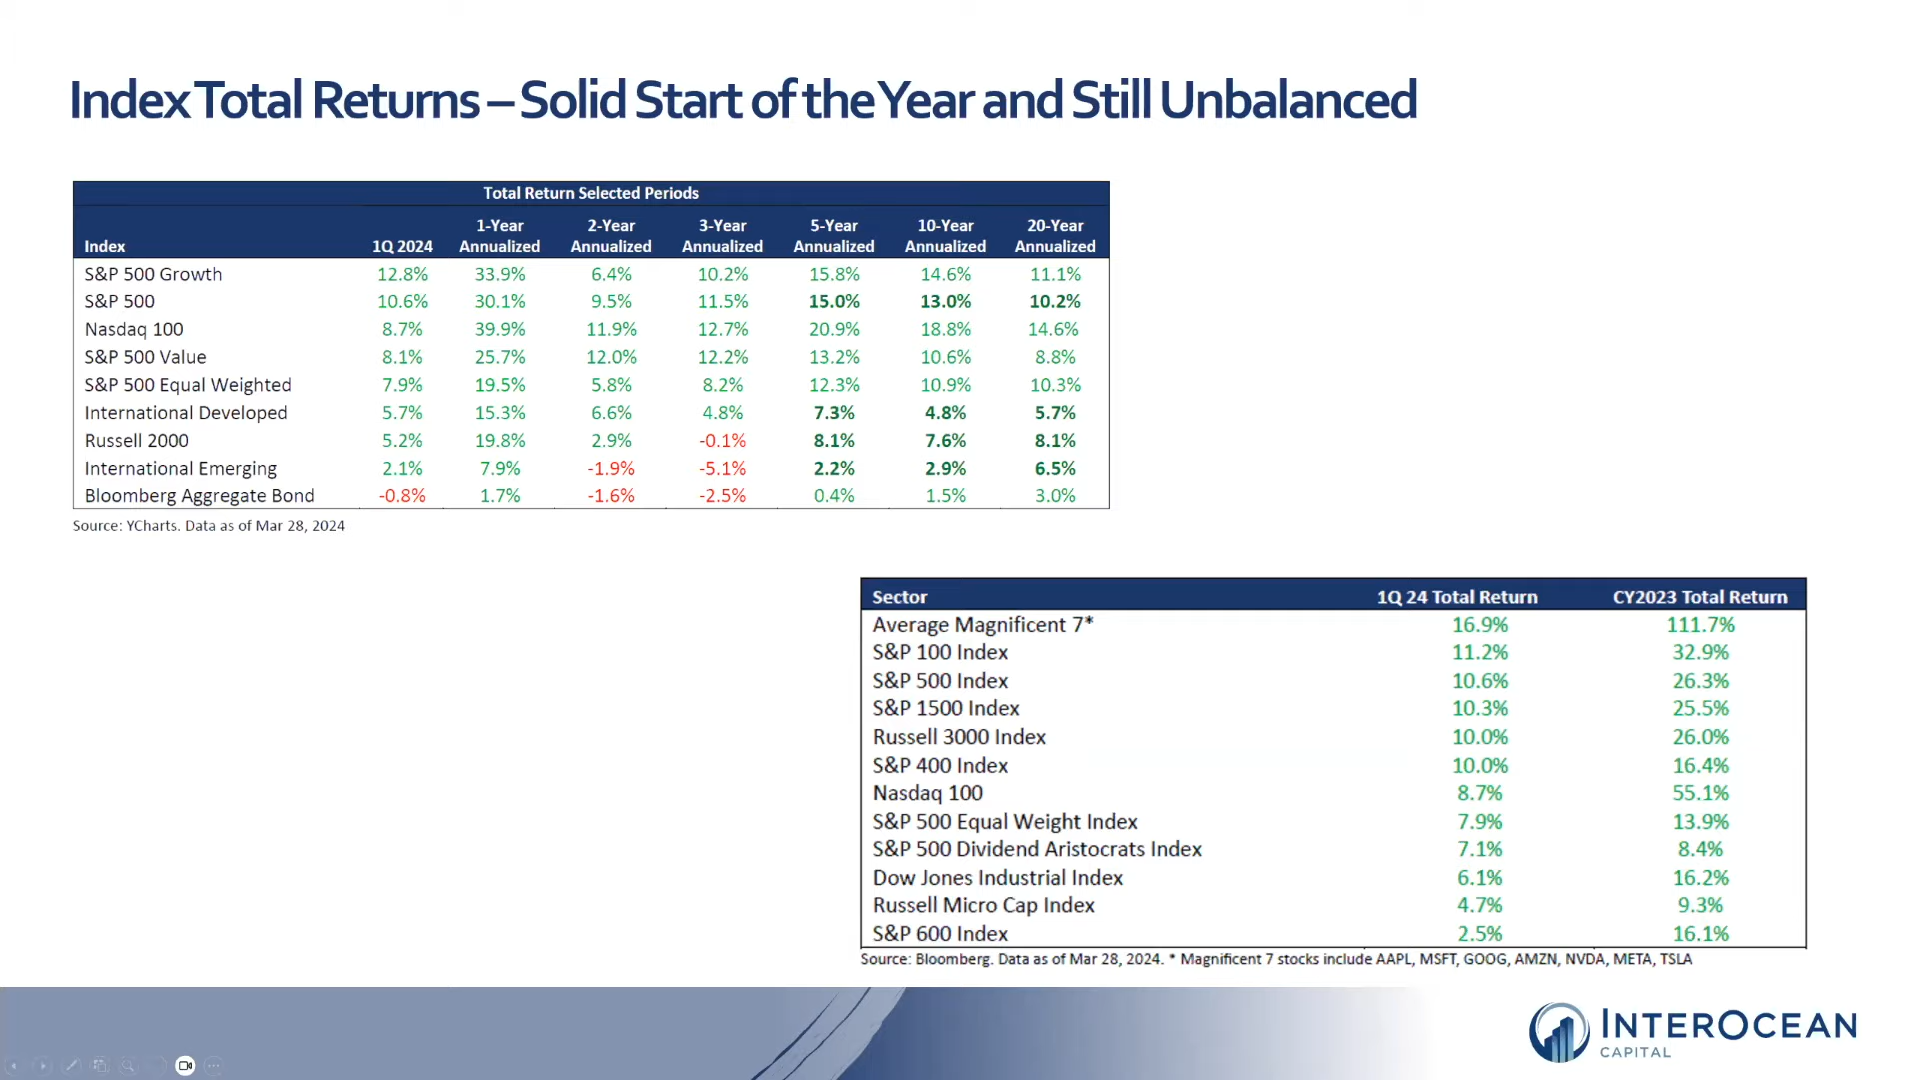 Index Total Returns – Solid Start of the Year and Still Unbalanced
Total Return Selected Periods
Index 1Q 2024 1-Year Annualized 2-Year Annualized 3-Year Annualized 5-Year Annualized 10-Year Annualized 20-Year Annualized
S&P 500 Growth 12.8% 33.9% 6.4% 10.2% 15.8% 14.6% 11.1%
S&P 500 10.6% 30.1% 9.5% 11.5% 15.0% 13.0% 10.2%
Nasdaq 100 8.7% 39.9% 11.9% 12.7% 20.9% 18.8% 14.6%
S&P 500 Value 8.1% 25.7% 12.0% 12.2% 13.2% 10.6% 8.8%
S&P 500 Equal Weighted 7.9% 19.5% 5.8% 8.2% 12.3% 10.9% 10.3%
International Developed 5.7% 15.3% 6.6% 4.8% 7.3% 4.8% 5.7%
Russell 2000 5.2% 19.8% 2.9% -0.1% 8.1% 7.6% 8.1%
International Emerging 2.1% 7.9% -1.9% -5.1% 2.2% 2.9% 6.5%
Bloomberg Aggregate Bond -0.8% 1.7% -1.6% -2.5% 0.4% 1.5% 3.0%
Source: YCharts. Data as of Mar 28, 2024
Sector 1Q 24 Total Return CY2023 Total Return
Average Magnificent 7* 16.9% 111.7%
S&P 100 Index 11.2% 32.9%
S&P 500 Index 10.6% 26.3%
S&P 1500 Index 10.3% 25.5%
Russell 3000 Index 10.0% 26.0%
S&P 400 Index 10.0% 16.4%
Nasdaq 100 8.7% 55.1%
S&P 500 Equal Weight Index 7.9% 13.9%
S&P 500 Dividend Aristocrats Index 7.1% 8.4%
Dow Jones Industrial Index 6.1% 16.2%
Russell Micro Cap Index 4.7% 9.3%
S&P 600 Index 2.5% 16.1%
Source: Bloomberg. Data as of Mar 28, 2024. * Magnificent 7 stocks include AAPL, MSFT, GOOG, AMZN, NVDA, META, TSLA
INTEROCEAN
CAPITAL